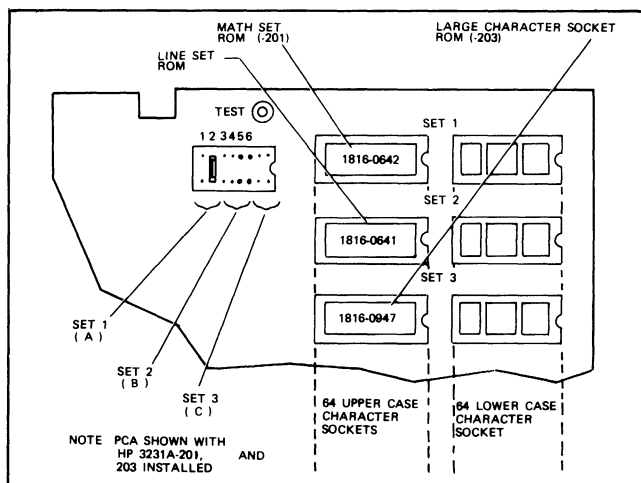 MATH SET
ROM (-201)
LARGE CHARACTER SOCKET
ROM (-203)
LINE SET
ROM
TEST
SET 1
1 2 3 4 5 6
1816-0642
SET 2
1816-0641
SET 3
1816-0947
SET 1
(A)
SET 2
(B)
SET 3
(C)
64 UPPER CASE
CHARACTER
SOCKETS
64 LOWER CASE
CHARACTER
SOCKET
NOTE PCA SHOWN WITH
HP 3231A-201, AND
203 INSTALLED